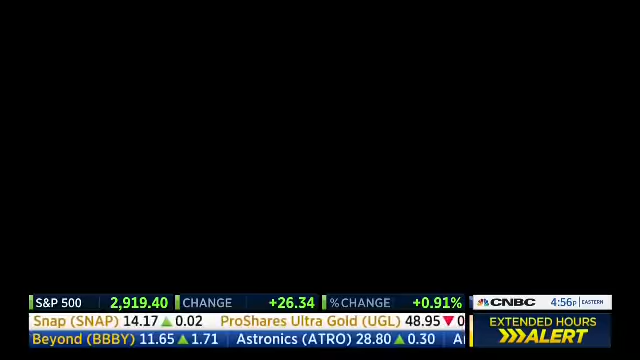 S&P 500 2,919.40 CHANGE +26.34 % CHANGE +0.91% CNBC 4:56P EASTERN
Snap (SNAP) 14.17 ▲ 0.02 ProShares Ultra Gold (UGL) 48.95 ▼ 0
Beyond (BBBY) 11.65 ▲ 1.71 Astronics (ATRO) 28.80 ▲ 0.30
EXTENDED HOURS
ALERT